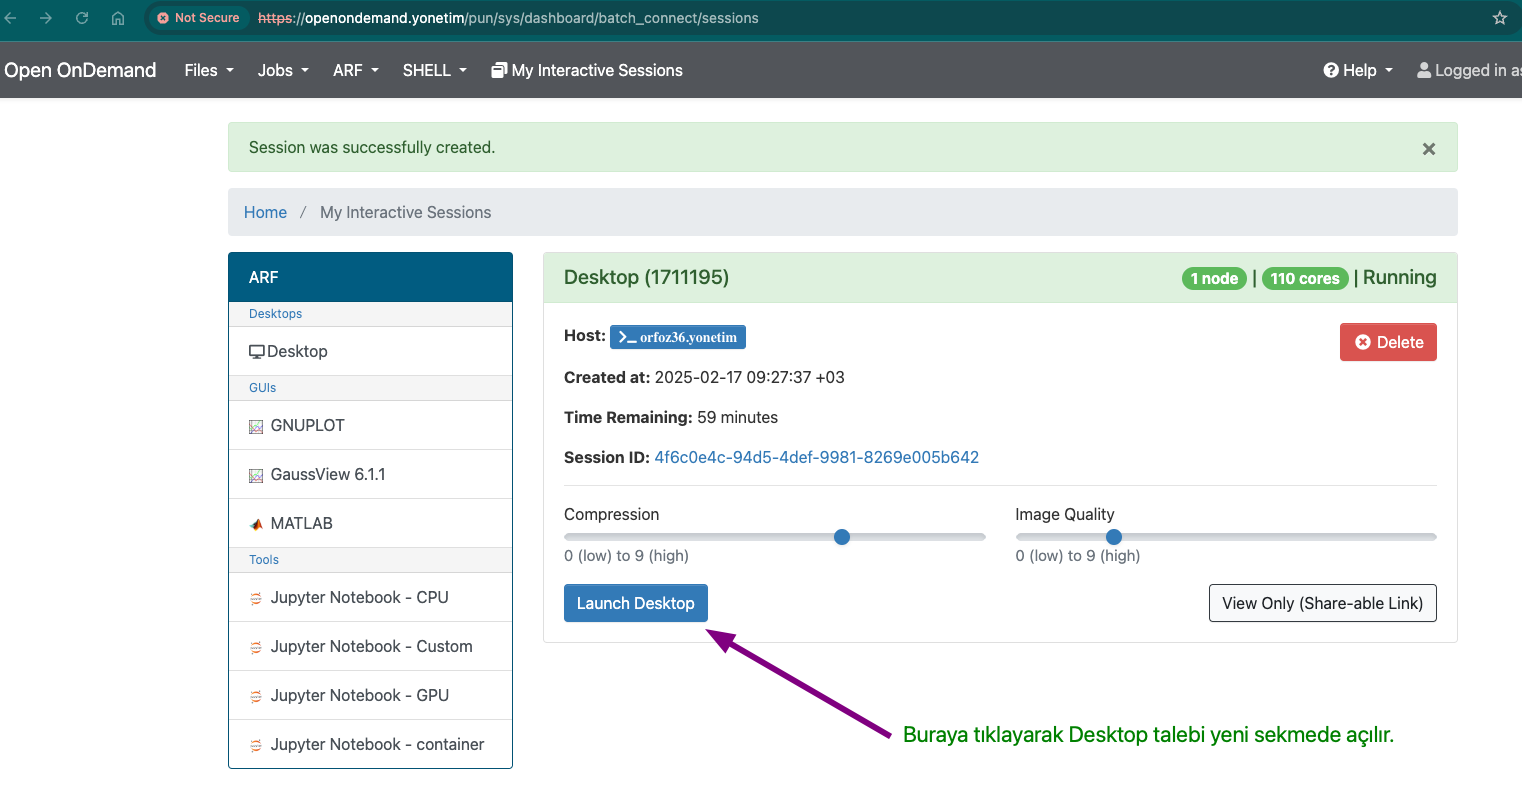 Not Secure https://openondemand.yonetim/pun/sys/dashboard/batch_connect/sessions
Open OnDemand Files Jobs ARF SHELL My Interactive Sessions Help Logged in as
Session was successfully created.
Home / My Interactive Sessions
ARF
Desktops
Desktop
GUIs
GNUPLOT
GaussView 6.1.1
MATLAB
Tools
Jupyter Notebook - CPU
Jupyter Notebook - Custom
Jupyter Notebook - GPU
Jupyter Notebook - container
Desktop (1711195) 1 node | 110 cores | Running
Host: >_ orfoz36.yonetim
Delete
Created at: 2025-02-17 09:27:37 +03
Time Remaining: 59 minutes
Session ID: 4f6c0e4c-94d5-4def-9981-8269e005b642
Compression
0 (low) to 9 (high)
Image Quality
0 (low) to 9 (high)
Launch Desktop
View Only (Share-able Link)
Buraya tıklayarak Desktop talebi yeni sekmede açılır.